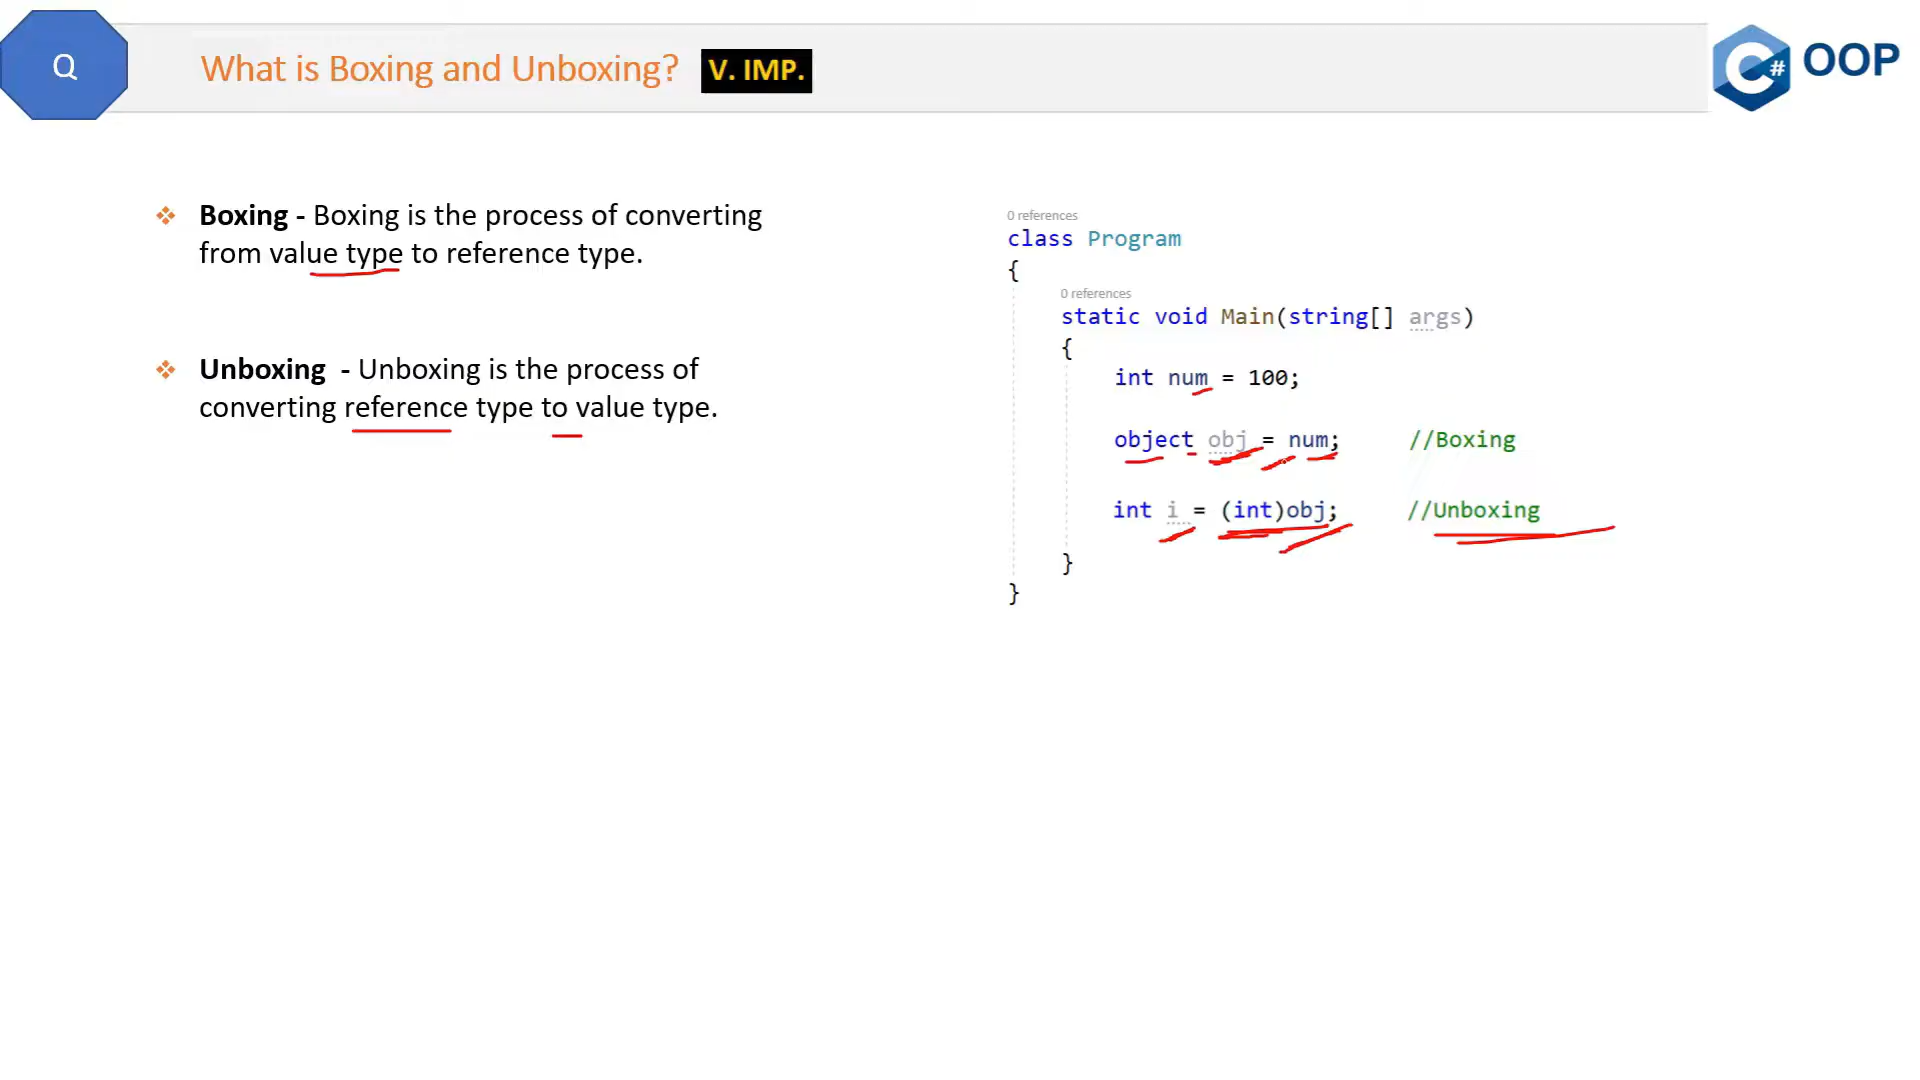 Q
What is Boxing and Unboxing? V. IMP.
C# OOP
❖ Boxing - Boxing is the process of converting
from value type to reference type.
❖ Unboxing - Unboxing is the process of
converting reference type to value type.
0 references
class Program
{
0 references
static void Main(string[] args)
{
int num = 100;
object obj = num; //Boxing
int i = (int)obj; //Unboxing
}
}